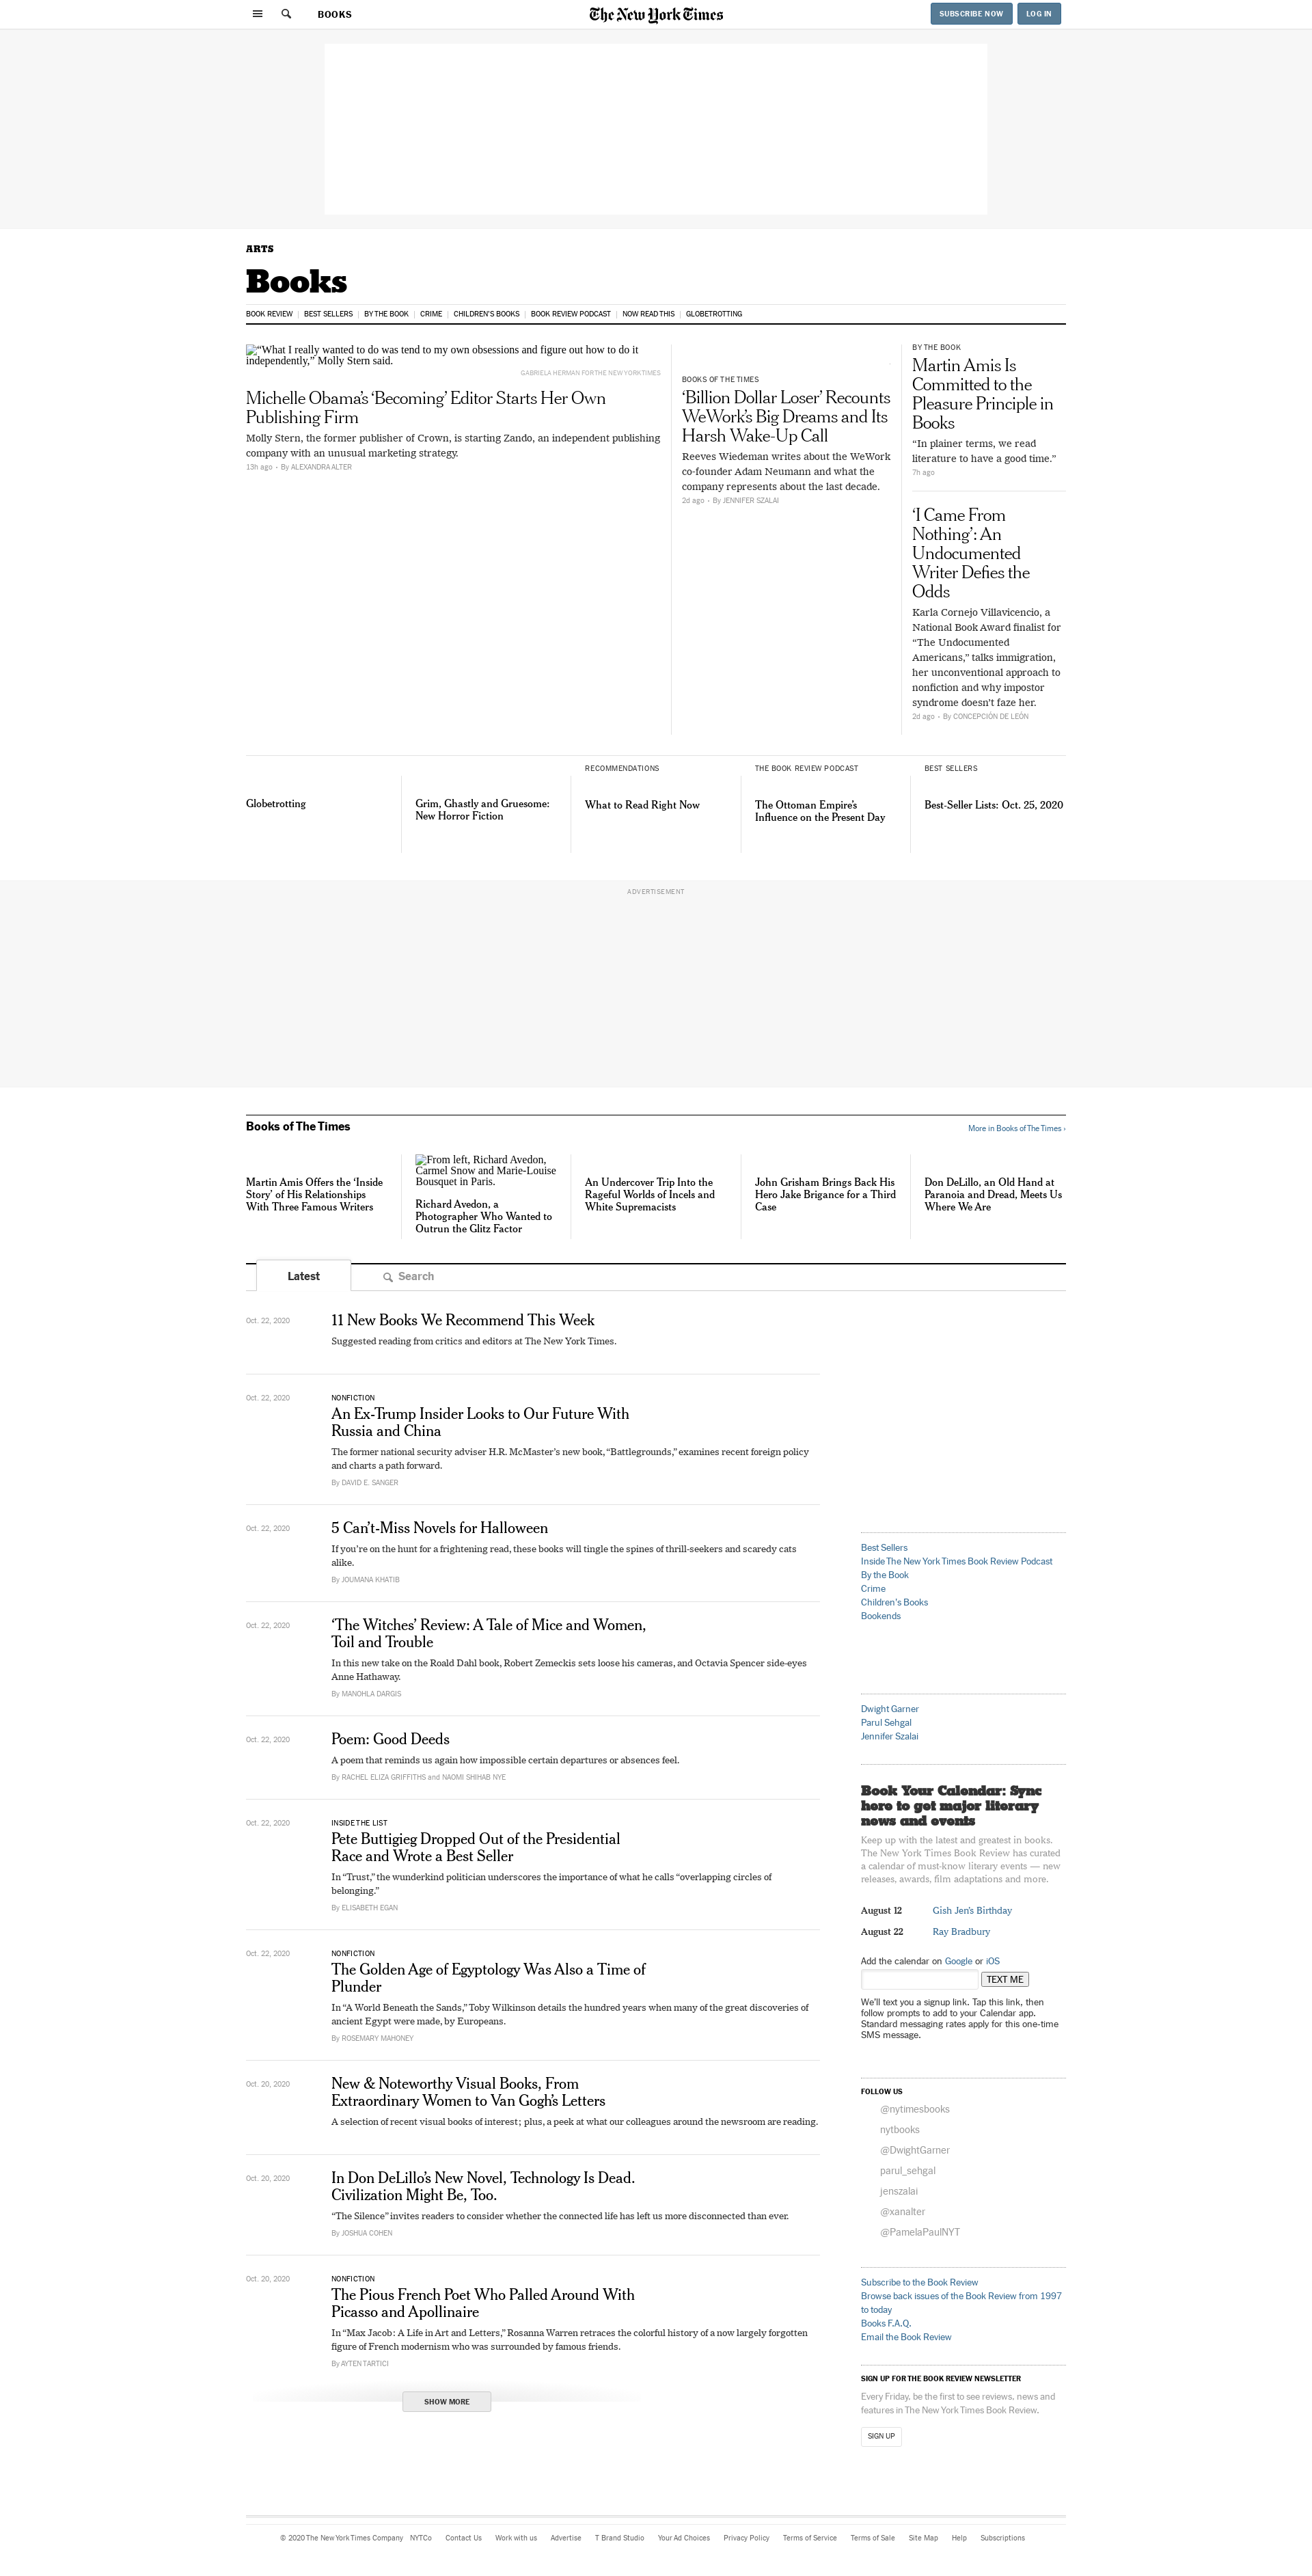 BOOKS
The New York Times
SUBSCRIBE NOW
LOG IN
ARTS
Books
BOOK REVIEW
BEST SELLERS
BY THE BOOK
CRIME
CHILDREN'S BOOKS
BOOK REVIEW PODCAST
NOW READ THIS
GLOBETROTTING
“What I really wanted to do was tend to my own obsessions and figure out how to do it
independently,” Molly Stern said.
GABRIELA HERMAN FOR THE NEW YORK TIMES
Michelle Obama’s ‘Becoming’ Editor Starts Her Own
Publishing Firm
Molly Stern, the former publisher of Crown, is starting Zando, an independent publishing
company with an unusual marketing strategy.
13h ago • By ALEXANDRA ALTER
BOOKS OF THE TIMES
‘Billion Dollar Loser’ Recounts
WeWork’s Big Dreams and Its
Harsh Wake-Up Call
Reeves Wiedeman writes about the WeWork
co-founder Adam Neumann and what the
company represents about the last decade.
2d ago • By JENNIFER SZALAI
BY THE BOOK
Martin Amis Is
Committed to the
Pleasure Principle in
Books
“In plainer terms, we read
literature to have a good time.”
7h ago
‘I Came From
Nothing’: An
Undocumented
Writer Defies the
Odds
Karla Cornejo Villavicencio, a
National Book Award finalist for
“The Undocumented
Americans,” talks immigration,
her unconventional approach to
nonfiction and why impostor
syndrome doesn’t faze her.
2d ago • By CONCEPCIÓN DE LEÓN
Globetrotting
Grim, Ghastly and Gruesome:
New Horror Fiction
RECOMMENDATIONS
What to Read Right Now
THE BOOK REVIEW PODCAST
The Ottoman Empire’s
Influence on the Present Day
BEST SELLERS
Best-Seller Lists: Oct. 25, 2020
ADVERTISEMENT
Books of The Times
More in Books of The Times ›
Martin Amis Offers the ‘Inside
Story’ of His Relationships
With Three Famous Writers
From left, Richard Avedon,
Carmel Snow and Marie-Louise
Bousquet in Paris.
Richard Avedon, a
Photographer Who Wanted to
Outrun the Glitz Factor
An Undercover Trip Into the
Rageful Worlds of Incels and
White Supremacists
John Grisham Brings Back His
Hero Jake Brigance for a Third
Case
Don DeLillo, an Old Hand at
Paranoia and Dread, Meets Us
Where We Are
Latest
Search
Oct. 22, 2020
11 New Books We Recommend This Week
Suggested reading from critics and editors at The New York Times.
Oct. 22, 2020
NONFICTION
An Ex-Trump Insider Looks to Our Future With
Russia and China
The former national security adviser H.R. McMaster’s new book, “Battlegrounds,” examines recent foreign policy
and charts a path forward.
By DAVID E. SANGER
Oct. 22, 2020
5 Can’t-Miss Novels for Halloween
If you’re on the hunt for a frightening read, these books will tingle the spines of thrill-seekers and scaredy cats
alike.
By JOUMANA KHATIB
Oct. 22, 2020
‘The Witches’ Review: A Tale of Mice and Women,
Toil and Trouble
In this new take on the Roald Dahl book, Robert Zemeckis sets loose his cameras, and Octavia Spencer side-eyes
Anne Hathaway.
By MANOHLA DARGIS
Oct. 22, 2020
Poem: Good Deeds
A poem that reminds us again how impossible certain departures or absences feel.
By RACHEL ELIZA GRIFFITHS and NAOMI SHIHAB NYE
Oct. 22, 2020
INSIDE THE LIST
Pete Buttigieg Dropped Out of the Presidential
Race and Wrote a Best Seller
In “Trust,” the wunderkind politician underscores the importance of what he calls “overlapping circles of
belonging.”
By ELISABETH EGAN
Oct. 22, 2020
NONFICTION
The Golden Age of Egyptology Was Also a Time of
Plunder
In “A World Beneath the Sands,” Toby Wilkinson details the hundred years when many of the great discoveries of
ancient Egypt were made, by Europeans.
By ROSEMARY MAHONEY
Oct. 20, 2020
New & Noteworthy Visual Books, From
Extraordinary Women to Van Gogh’s Letters
A selection of recent visual books of interest; plus, a peek at what our colleagues around the newsroom are reading.
Oct. 20, 2020
In Don DeLillo’s New Novel, Technology Is Dead.
Civilization Might Be, Too.
“The Silence” invites readers to consider whether the connected life has left us more disconnected than ever.
By JOSHUA COHEN
Oct. 20, 2020
NONFICTION
The Pious French Poet Who Palled Around With
Picasso and Apollinaire
In “Max Jacob: A Life in Art and Letters,” Rosanna Warren retraces the colorful history of a now largely forgotten
figure of French modernism who was surrounded by famous friends.
By AYTEN TARTICI
SHOW MORE
Best Sellers
Inside The New York Times Book Review Podcast
By the Book
Crime
Children’s Books
Bookends
Dwight Garner
Parul Sehgal
Jennifer Szalai
Book Your Calendar: Sync
here to get major literary
news and events
Keep up with the latest and greatest in books.
The New York Times Book Review has curated
a calendar of must-know literary events — new
releases, awards, film adaptations and more.
August 12 Gish Jen’s Birthday
August 22 Ray Bradbury
Add the calendar on Google or iOS
TEXT ME
We’ll text you a signup link. Tap this link, then
follow prompts to add to your Calendar app.
Standard messaging rates apply for this one-time
SMS message.
FOLLOW US
@nytimesbooks
nytbooks
@DwightGarner
parul_sehgal
jenszalai
@xanalter
@PamelaPaulNYT
Subscribe to the Book Review
Browse back issues of the Book Review from 1997
to today
Books F.A.Q.
Email the Book Review
SIGN UP FOR THE BOOK REVIEW NEWSLETTER
Every Friday, be the first to see reviews, news and
features in The New York Times Book Review.
SIGN UP
© 2020 The New York Times Company NYTCo Contact Us Work with us Advertise T Brand Studio Your Ad Choices Privacy Policy Terms of Service Terms of Sale Site Map Help Subscriptions